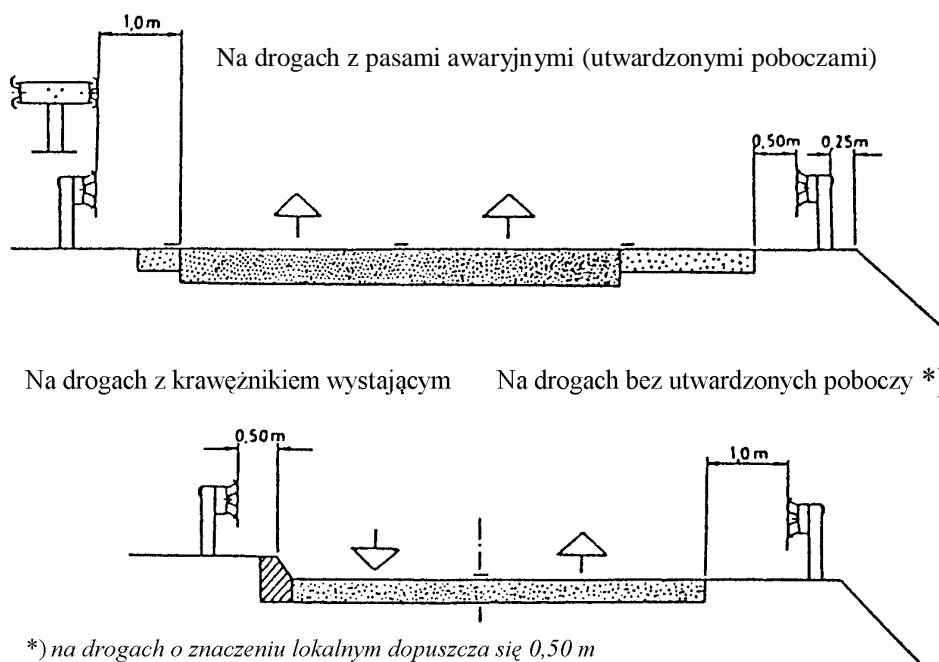 1,0m
Na drogach z pasami awaryjnymi (utwardzonymi poboczami)
0,50m 0,25m
Na drogach z krawężnikiem wystającym Na drogach bez utwardzonych poboczy *)
0,50m 1,0m
*) na drogach o znaczeniu lokalnym dopuszcza się 0,50 m